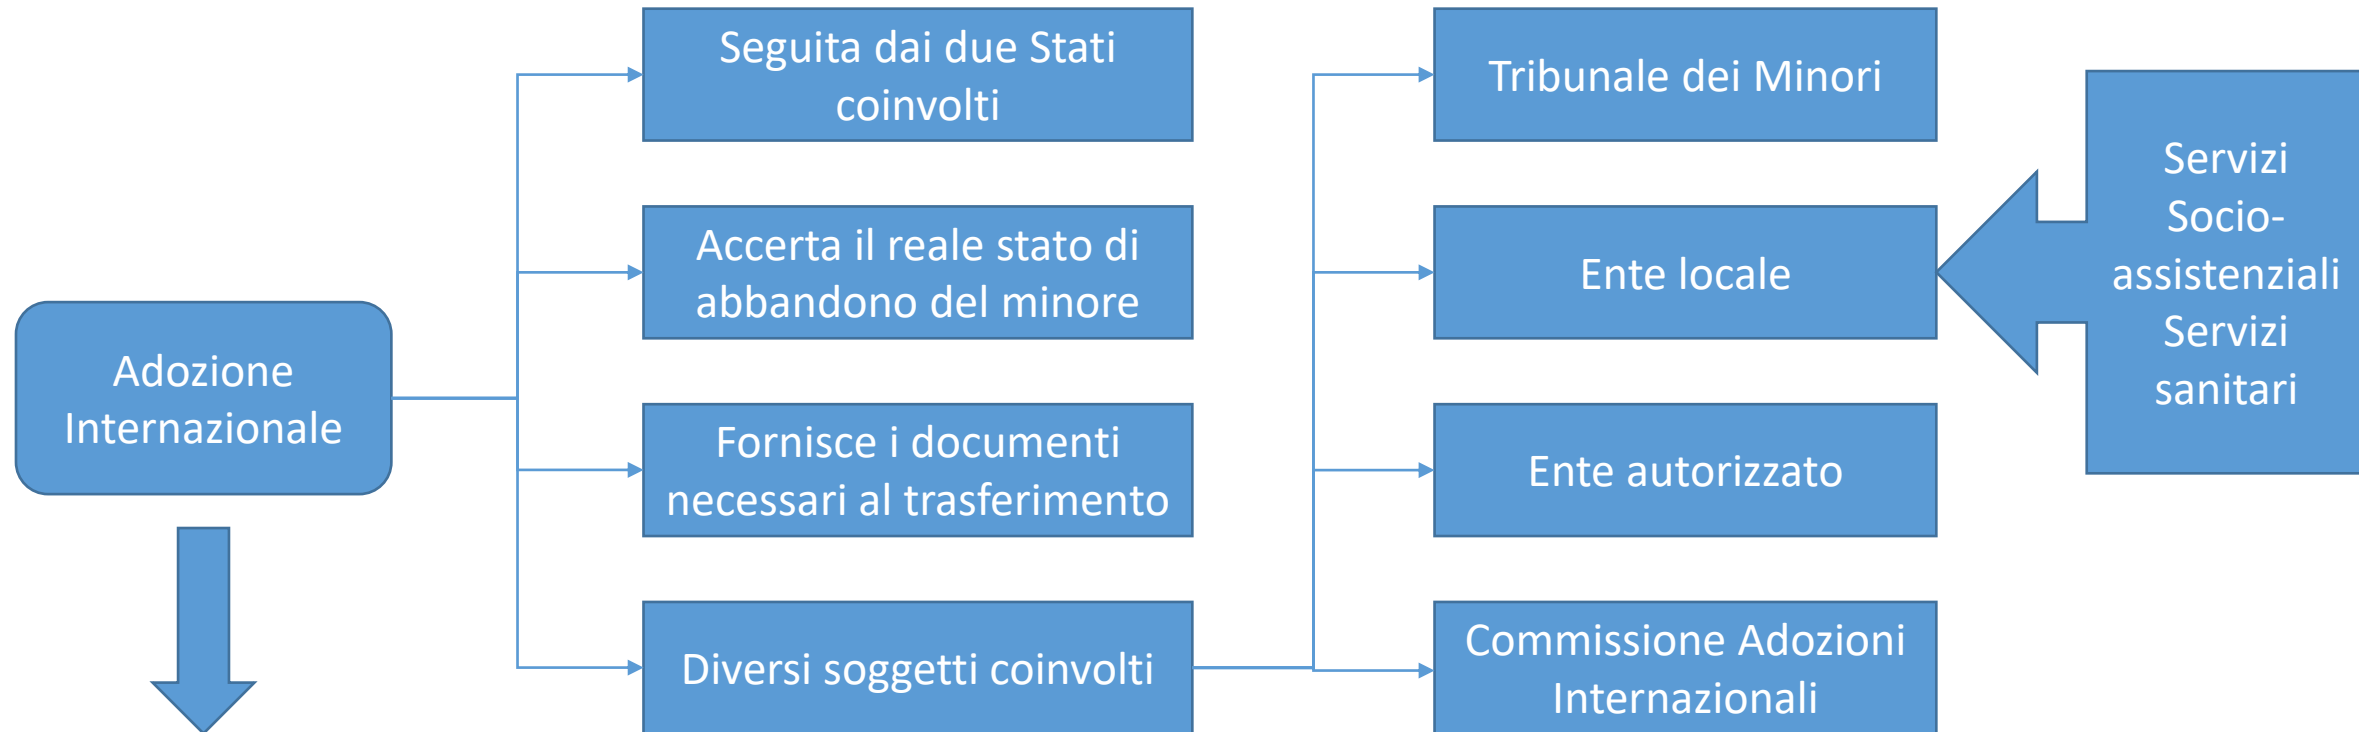 Adozione
Internazionale
Seguita dai due Stati
coinvolti
Accerta il reale stato di
abbandono del minore
Fornisce i documenti
necessari al trasferimento
Diversi soggetti coinvolti
Tribunale dei Minori
Ente locale
Ente autorizzato
Commissione Adozioni
Internazionali
Servizi
Socio-
assistenziali
Servizi
sanitari